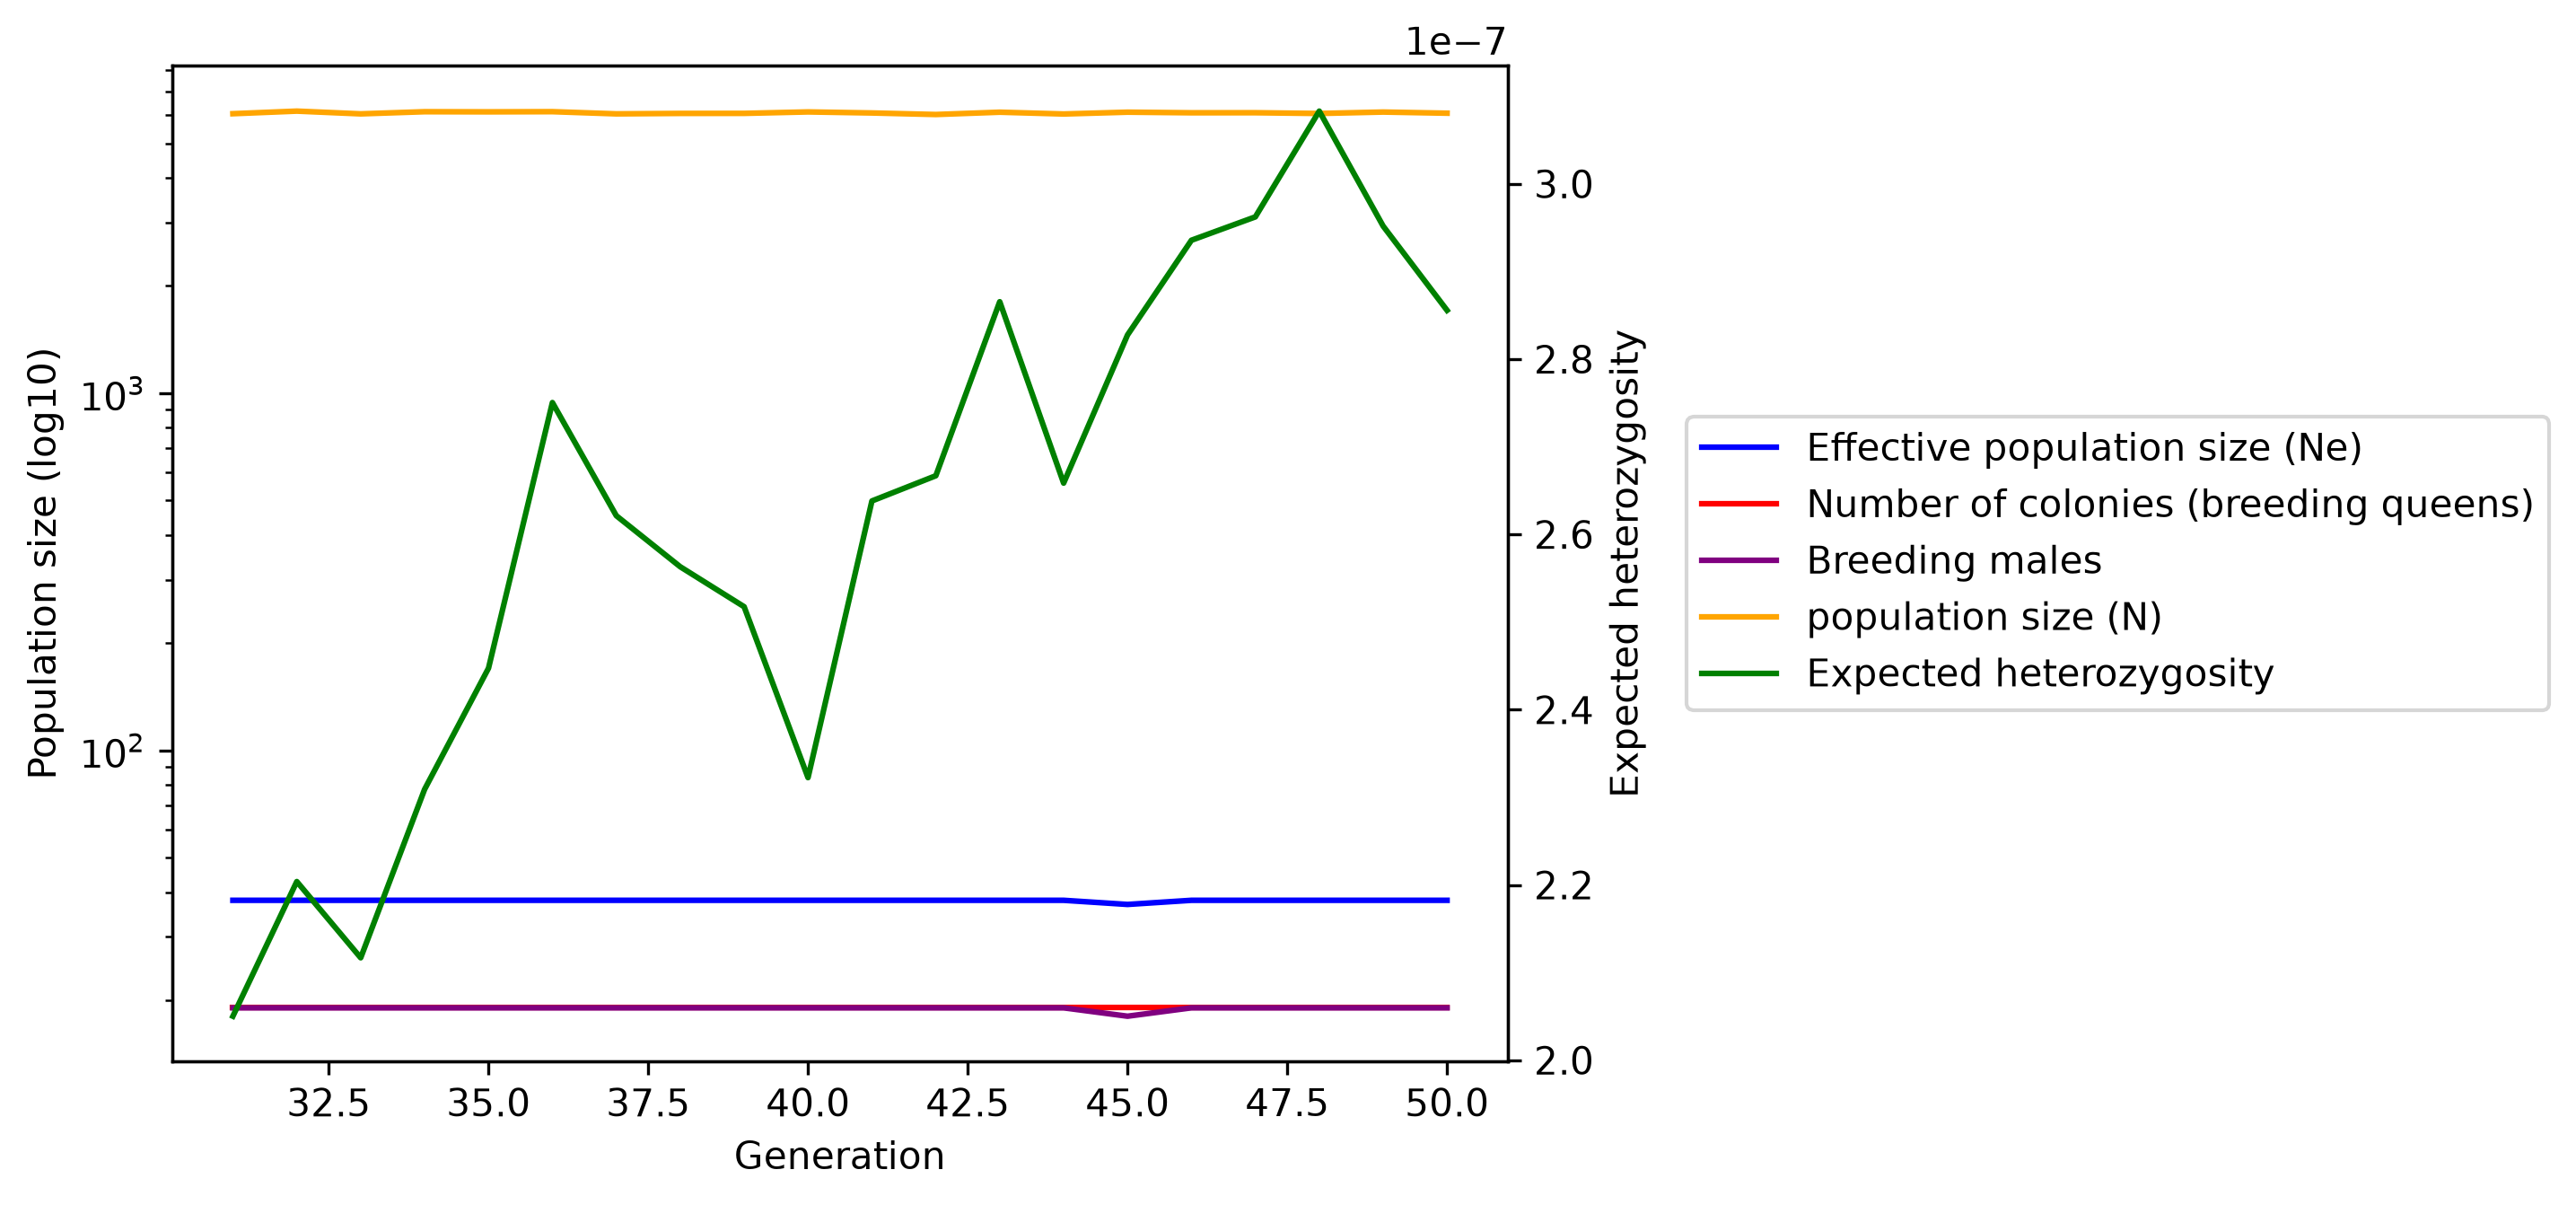 1e−7
Population size (log10)
10³
10²
3.0
2.8
2.6
2.4
2.2
2.0
Expected heterozygosity
32.5 35.0 37.5 40.0 42.5 45.0 47.5 50.0
Generation
Effective population size (Ne)
Number of colonies (breeding queens)
Breeding males
population size (N)
Expected heterozygosity